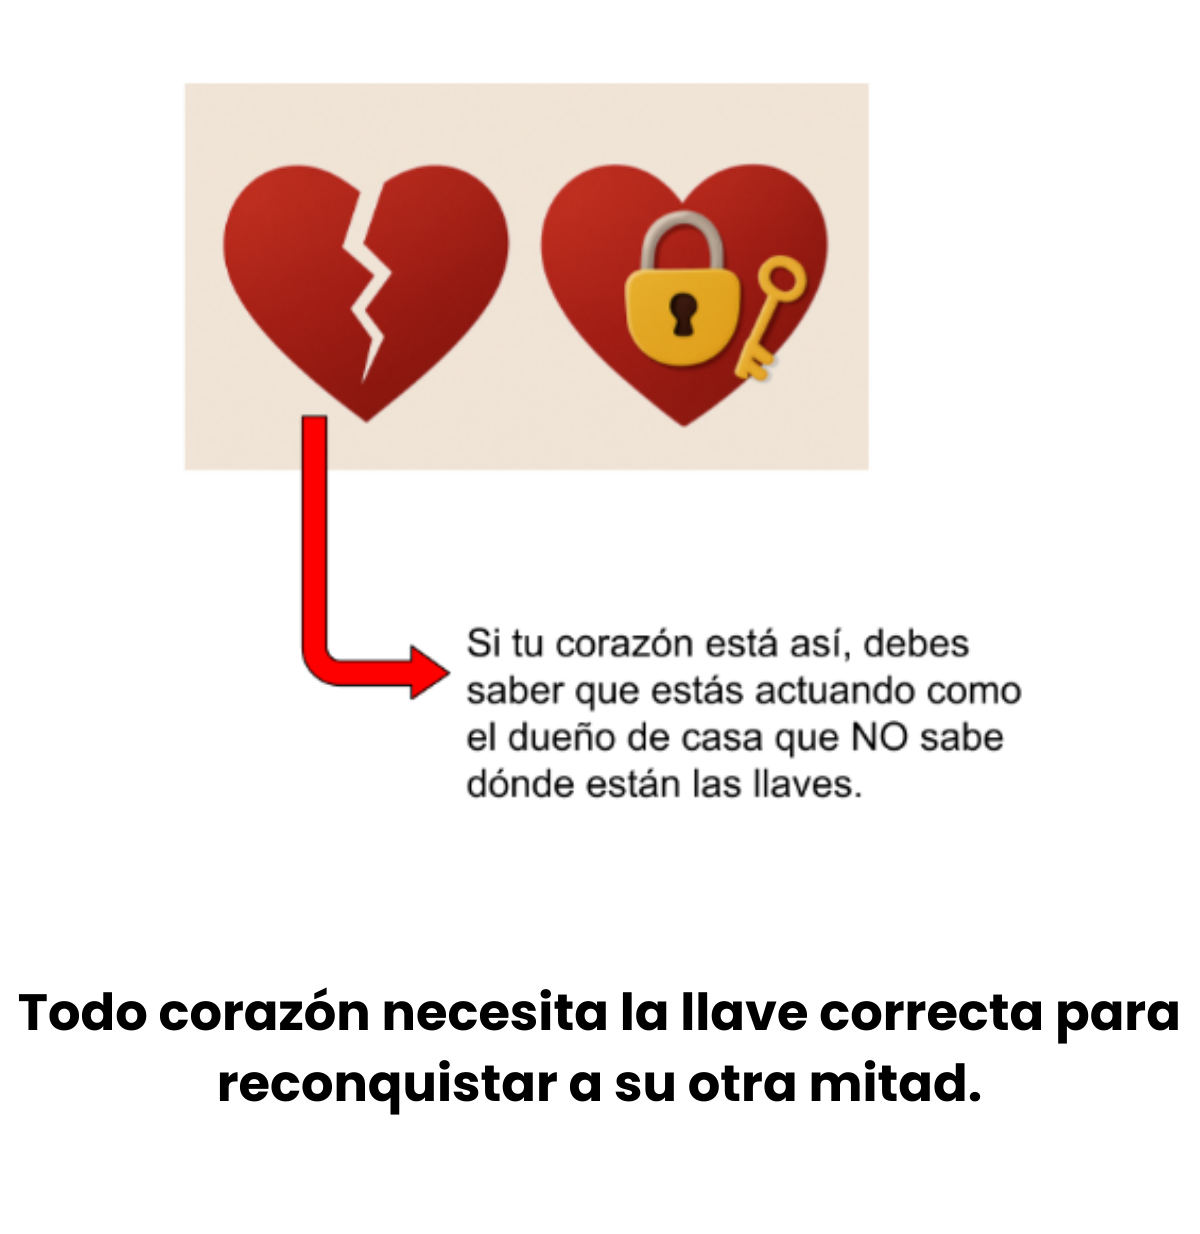 Si tu corazón está así, debes
saber que estás actuando como
el dueño de casa que NO sabe
dónde están las llaves.
Todo corazón necesita la llave correcta para
reconquistar a su otra mitad.